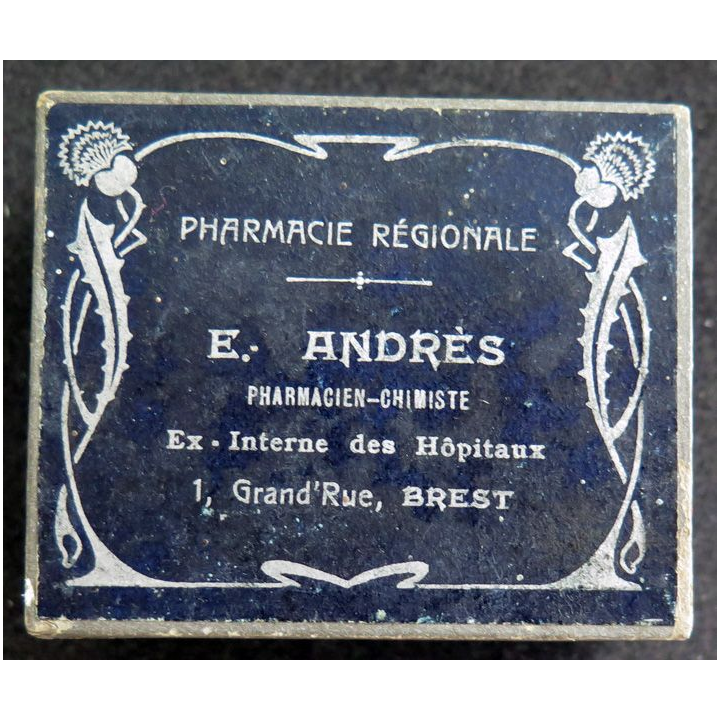 PHARMACIE RÉGIONALE
E. ANDRÈS
PHARMACIEN-CHIMISTE
Ex-Interne des Hôpitaux
1, Grand'Rue, BREST